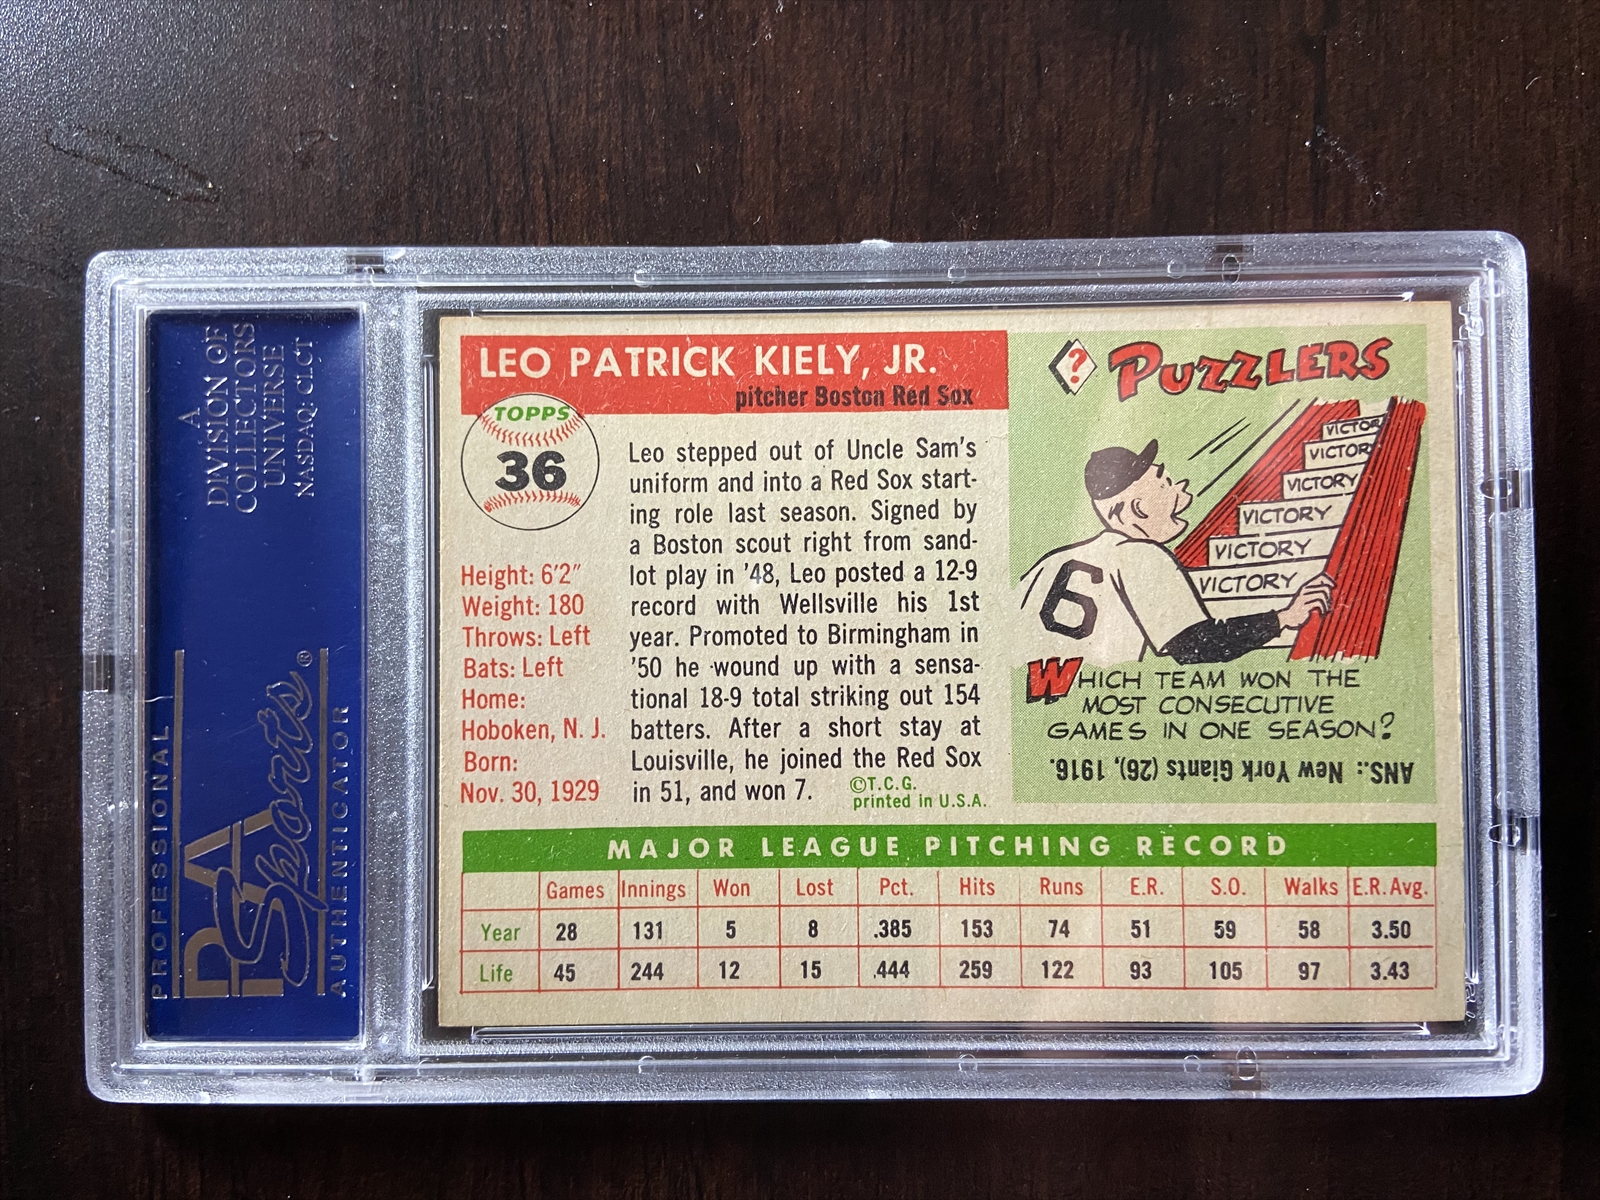 A
DIVISION OF
COLLECTORS
UNIVERSE
NASDAQ: CLCT
PROFESSIONAL
PSA
Sports®
AUTHENTICATOR
LEO PATRICK KIELY, JR.
pitcher Boston Red Sox
TOPPS
36
Height: 6'2"
Weight: 180
Throws: Left
Bats: Left
Home:
Hoboken, N. J.
Born:
Nov. 30, 1929
Leo stepped out of Uncle Sam's
uniform and into a Red Sox start-
ing role last season. Signed by
a Boston scout right from sand-
lot play in '48, Leo posted a 12-9
record with Wellsville his 1st
year. Promoted to Birmingham in
'50 he wound up with a sensa-
tional 18-9 total striking out 154
batters. After a short stay at
Louisville, he joined the Red Sox
in 51, and won 7.
©T.C.G.
printed in U.S.A.
? PUZZLERS
VICTOR
VICTOR
VICTORY
VICTORY
VICTORY
VICTORY
6
WHICH TEAM WON THE
MOST CONSECUTIVE
GAMES IN ONE SEASON?
ANS.: New York Giants (26), 1916.
MAJOR LEAGUE PITCHING RECORD
Games Innings Won Lost Pct. Hits Runs E.R. S.O. Walks E.R. Avg.
Year 28 131 5 8 .385 153 74 51 59 58 3.50
Life 45 244 12 15 .444 259 122 93 105 97 3.43